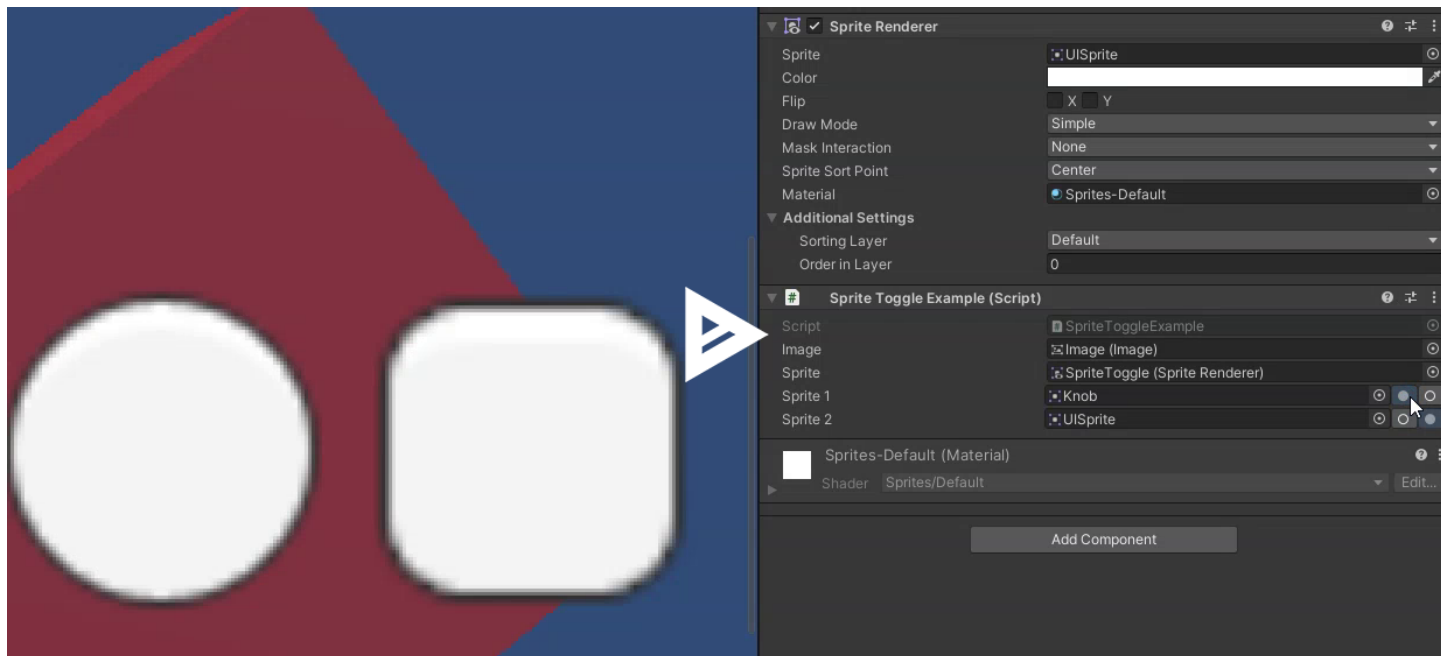 Sprite Renderer
Sprite UISprite
Color
Flip X Y
Draw Mode Simple
Mask Interaction None
Sprite Sort Point Center
Material Sprites-Default
Additional Settings
Sorting Layer Default
Order in Layer 0
# Sprite Toggle Example (Script)
Script SpriteToggleExample
Image Image (Image)
Sprite SpriteToggle (Sprite Renderer)
Sprite 1 Knob
Sprite 2 UISprite
Sprites-Default (Material)
Shader Sprites/Default Edit...
Add Component